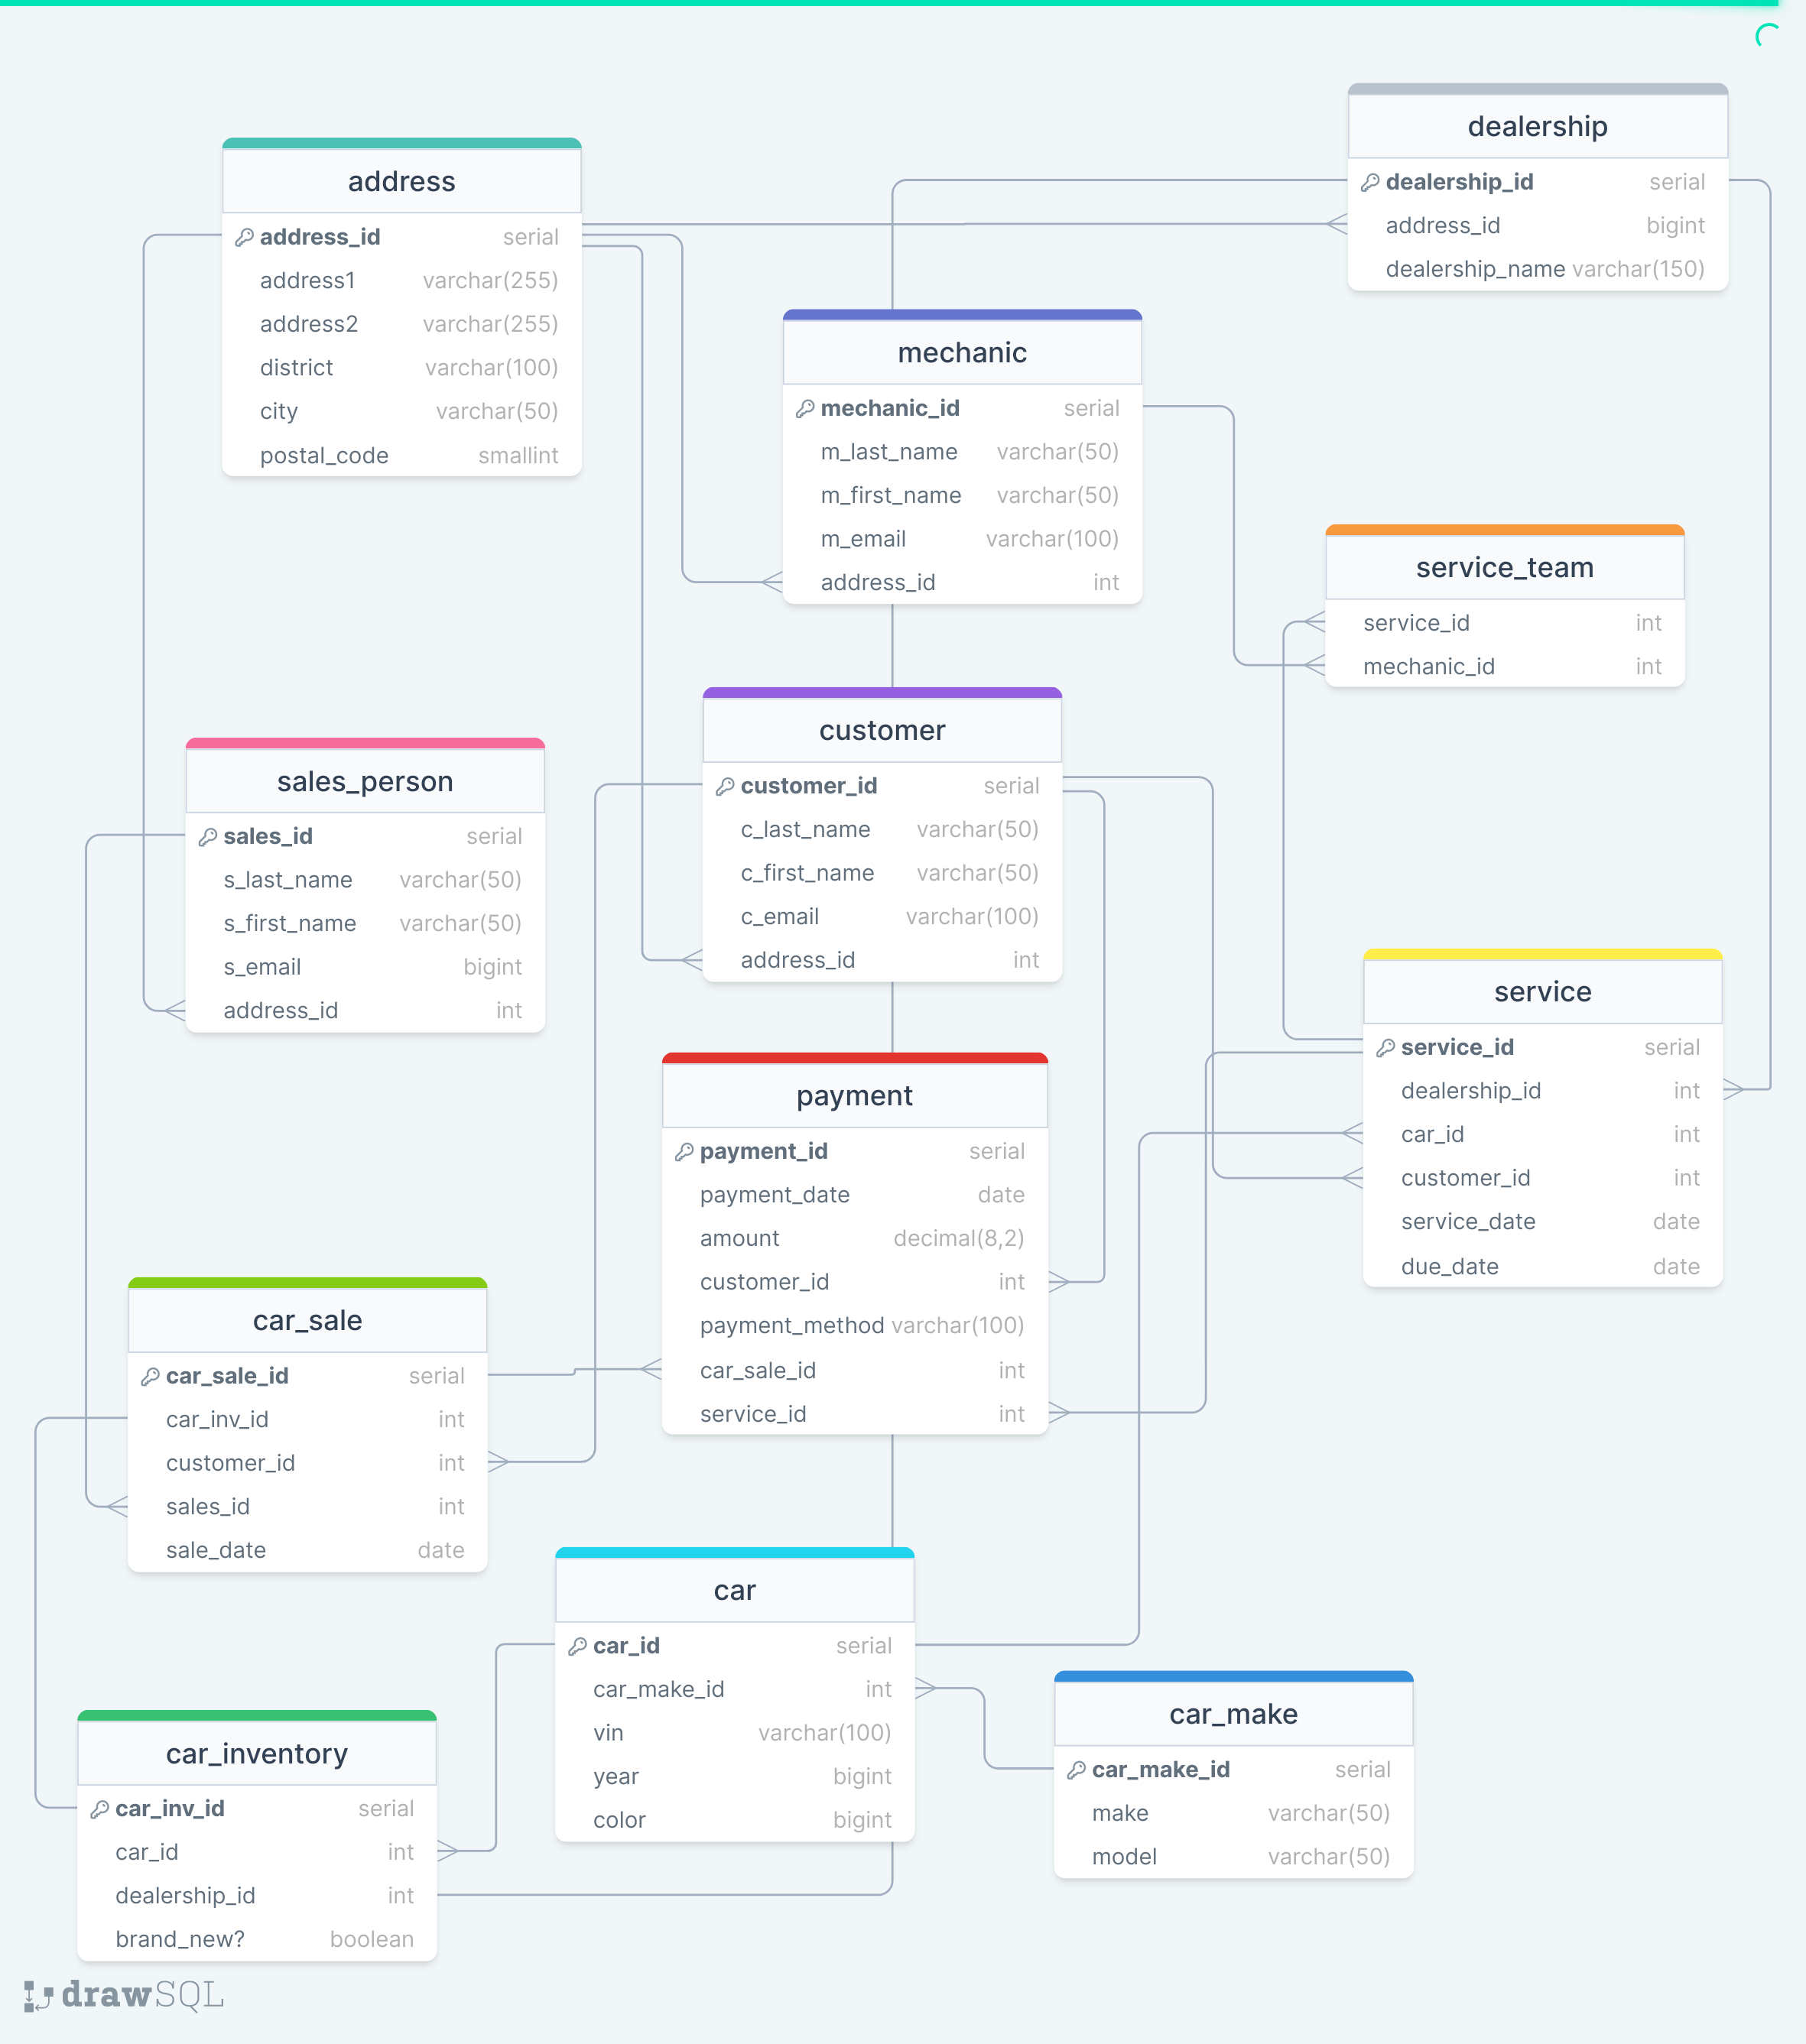 dealership
dealership_id serial
address_id bigint
dealership_name varchar(150)
address
address_id serial
address1 varchar(255)
address2 varchar(255)
district varchar(100)
city varchar(50)
postal_code smallint
mechanic
mechanic_id serial
m_last_name varchar(50)
m_first_name varchar(50)
m_email varchar(100)
address_id int
service_team
service_id int
mechanic_id int
customer
customer_id serial
c_last_name varchar(50)
c_first_name varchar(50)
c_email varchar(100)
address_id int
sales_person
sales_id serial
s_last_name varchar(50)
s_first_name varchar(50)
s_email bigint
address_id int
service
service_id serial
dealership_id int
car_id int
customer_id int
service_date date
due_date date
payment
payment_id serial
payment_date date
amount decimal(8,2)
customer_id int
payment_method varchar(100)
car_sale_id int
service_id int
car_sale
car_sale_id serial
car_inv_id int
customer_id int
sales_id int
sale_date date
car
car_id serial
car_make_id int
vin varchar(100)
year bigint
color bigint
car_make
car_make_id serial
make varchar(50)
model varchar(50)
car_inventory
car_inv_id serial
car_id int
dealership_id int
brand_new? boolean
drawSQL